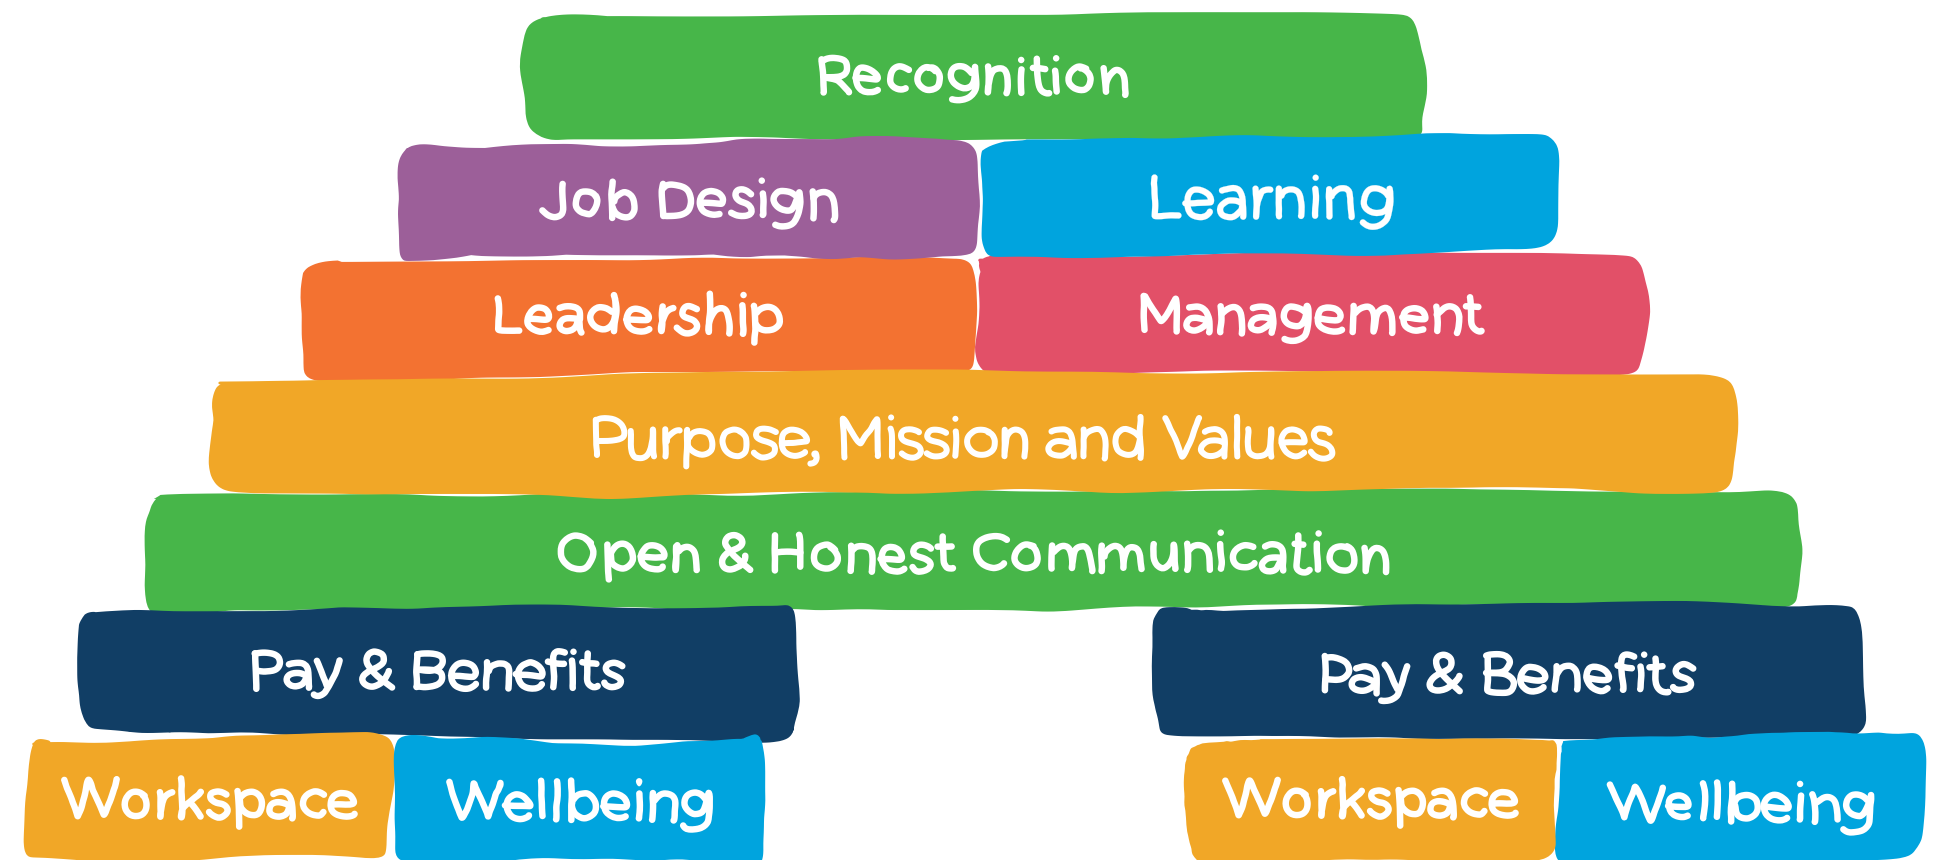 Recognition
Job Design
Learning
Leadership
Management
Purpose, Mission and Values
Open & Honest Communication
Pay & Benefits
Pay & Benefits
Workspace
Wellbeing
Workspace
Wellbeing